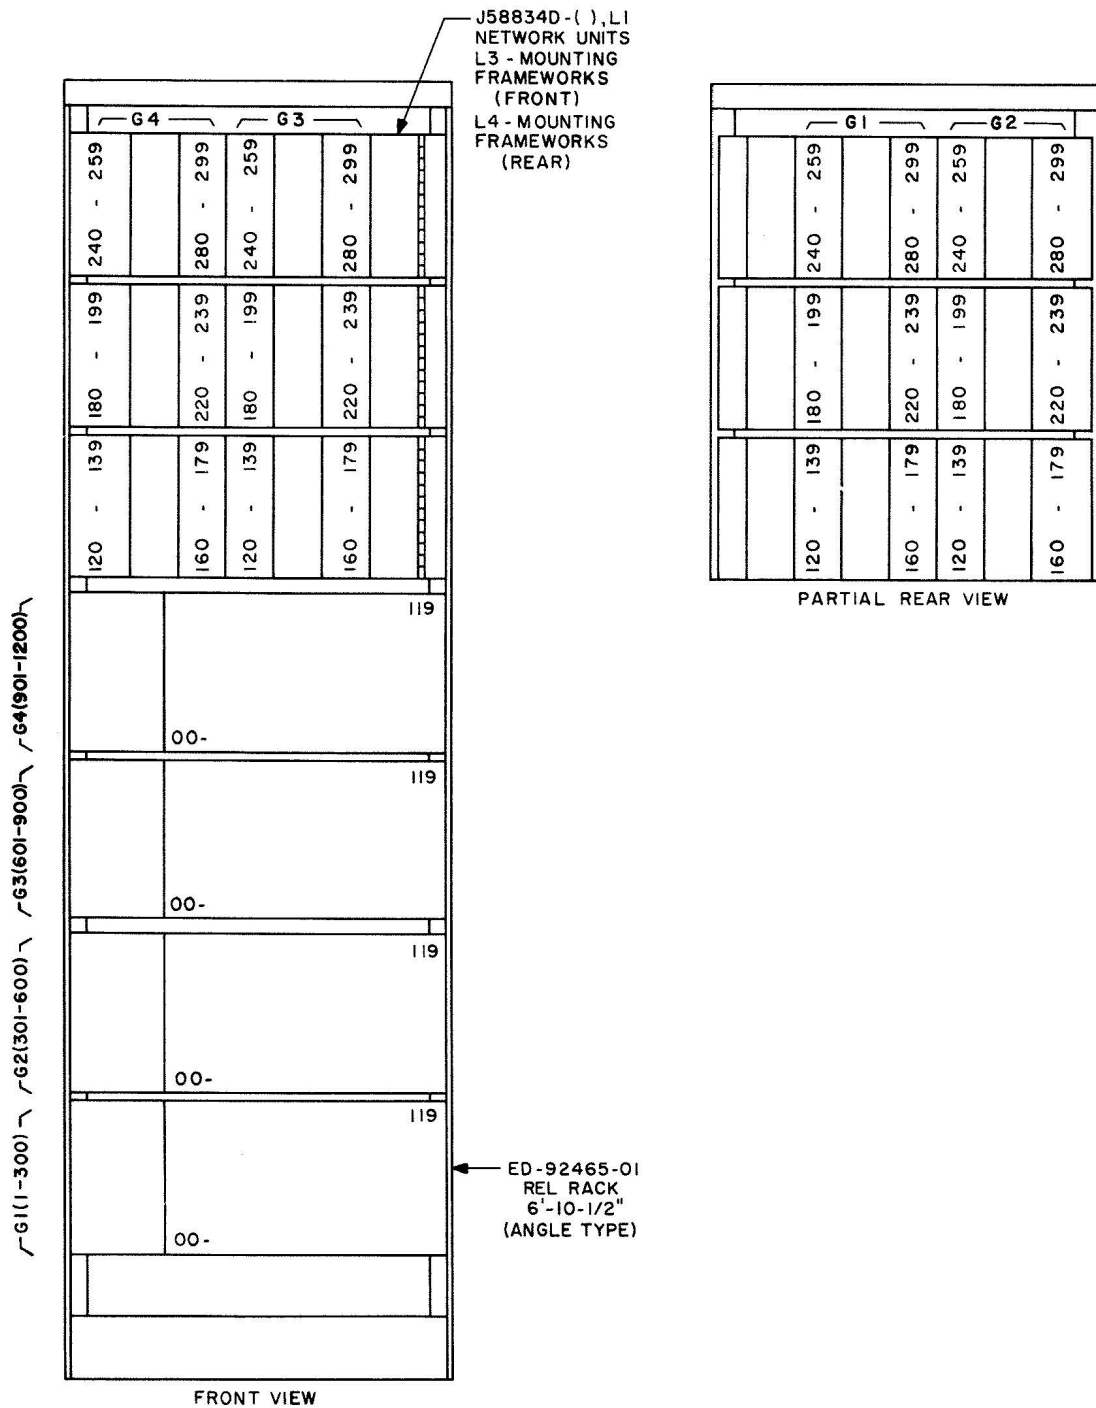 J58834D-( ),L1
NETWORK UNITS
L3 - MOUNTING
FRAMEWORKS
(FRONT)
L4 - MOUNTING
FRAMEWORKS
(REAR)
G4 G3
240 - 259
280 - 299
240 - 259
280 - 299
180 - 199
220 - 239
180 - 199
220 - 239
120 - 139
160 - 179
120 - 139
160 - 179
G4(901-1200)
119
00-
G3(601-900)
119
00-
G2(301-600)
119
00-
G1(1-300)
119
00-
ED-92465-01
REL RACK
6'-10-1/2"
(ANGLE TYPE)
FRONT VIEW
G1 G2
240 - 259
280 - 299
240 - 259
280 - 299
180 - 199
220 - 239
180 - 199
220 - 239
120 - 139
160 - 179
120 - 139
160 - 179
PARTIAL REAR VIEW